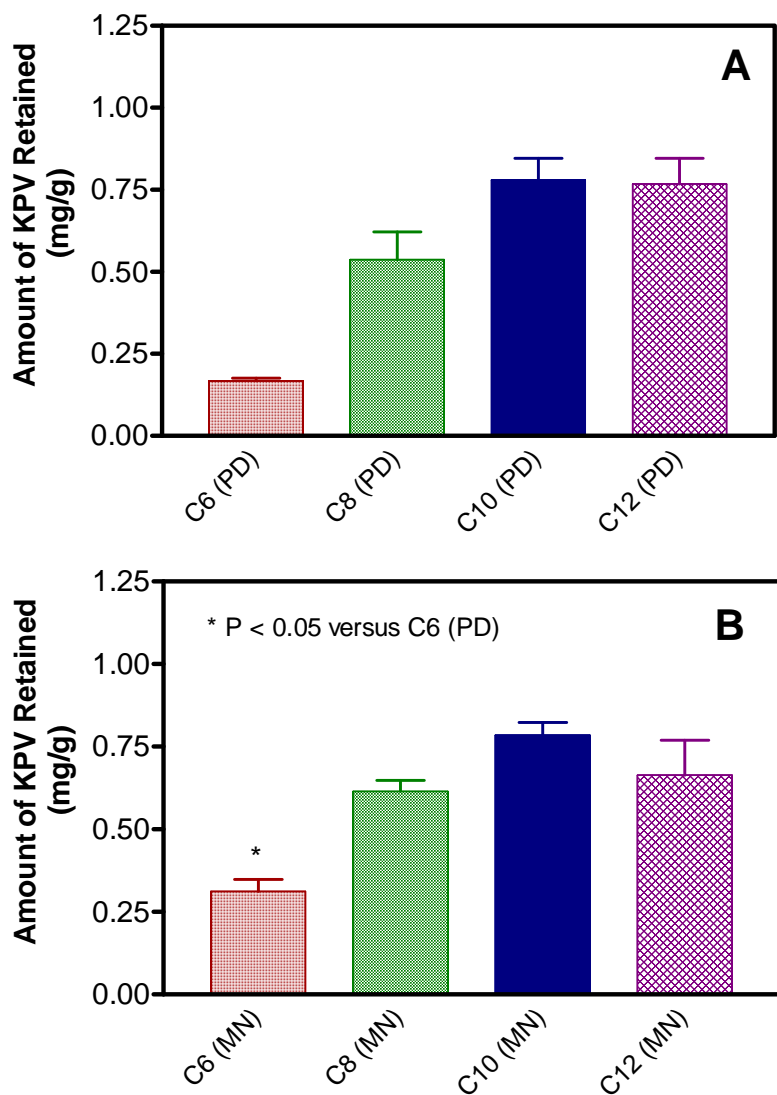 A
Amount of KPV Retained
(mg/g)
1.25
1.00
0.75
0.50
0.25
0.00
C6 (PD)
C8 (PD)
C10 (PD)
C12 (PD)
B
* P < 0.05 versus C6 (PD)
Amount of KPV Retained
(mg/g)
1.25
1.00
0.75
0.50
0.25
0.00
*
C6 (MN)
C8 (MN)
C10 (MN)
C12 (MN)